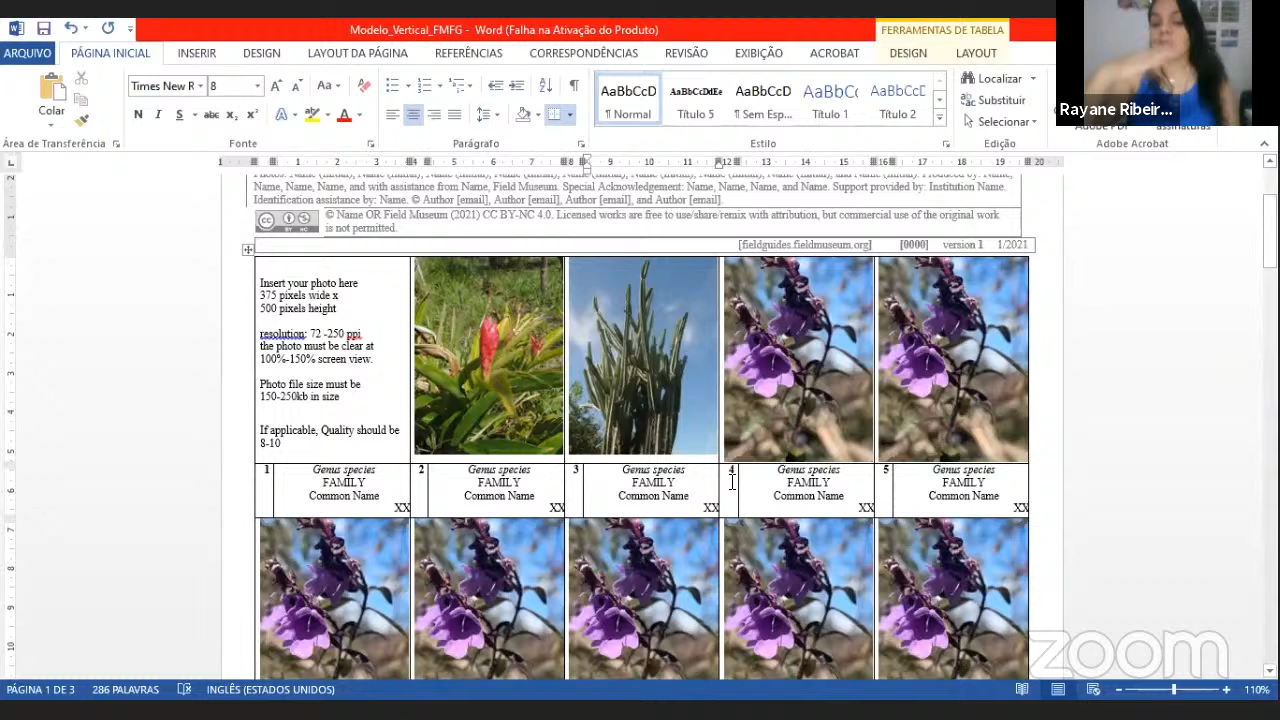 Modelo_Vertical_FMFG - Word (Falha na Ativação do Produto)
FERRAMENTAS DE TABELA
ARQUIVO PÁGINA INICIAL INSERIR DESIGN LAYOUT DA PÁGINA REFERÊNCIAS CORRESPONDÊNCIAS REVISÃO EXIBIÇÃO ACROBAT DESIGN LAYOUT
Rayane Ribeir...
Colar
Times New R 8
N I S abc x₂ x²
AaBbCcD AaBbCcDdEe AaBbCcD AaBbCc AaBbCcD
¶ Normal Título 5 ¶ Sem Esp... Título 1 Título 2
Localizar
Substituir
Selecionar
assinaturas
Área de Transferência Fonte Parágrafo Estilo Edição Adobe Acrobat
Name, Name, Name, and with assistance from Name, Field Museum. Special Acknowledgement: Name, Name, Name, and Name. Support provided by: Institution Name.
Identification assistance by: Name. © Author [email], Author [email], Author [email], and Author [email].
© Name OR Field Museum (2021) CC BY-NC 4.0. Licensed works are free to use/share/remix with attribution, but commercial use of the original work
is not permitted.
[fieldguides.fieldmuseum.org] [0000] version 1 1/2021
Insert your photo here
375 pixels wide x
500 pixels height
resolution: 72 -250 ppi
the photo must be clear at
100%-150% screen view.
Photo file size must be
150-250kb in size
If applicable, Quality should be
8-10
1 Genus species
FAMÍLY
Common Name
XX
2 Genus species
FAMÍLY
Common Name
XX
3 Genus species
FAMÍLY
Common Name
XX
4 Genus species
FAMÍLY
Common Name
XX
5 Genus species
FAMÍLY
Common Name
XX
zoom
PÁGINA 1 DE 3 286 PALAVRAS INGLÊS (ESTADOS UNIDOS) 110%